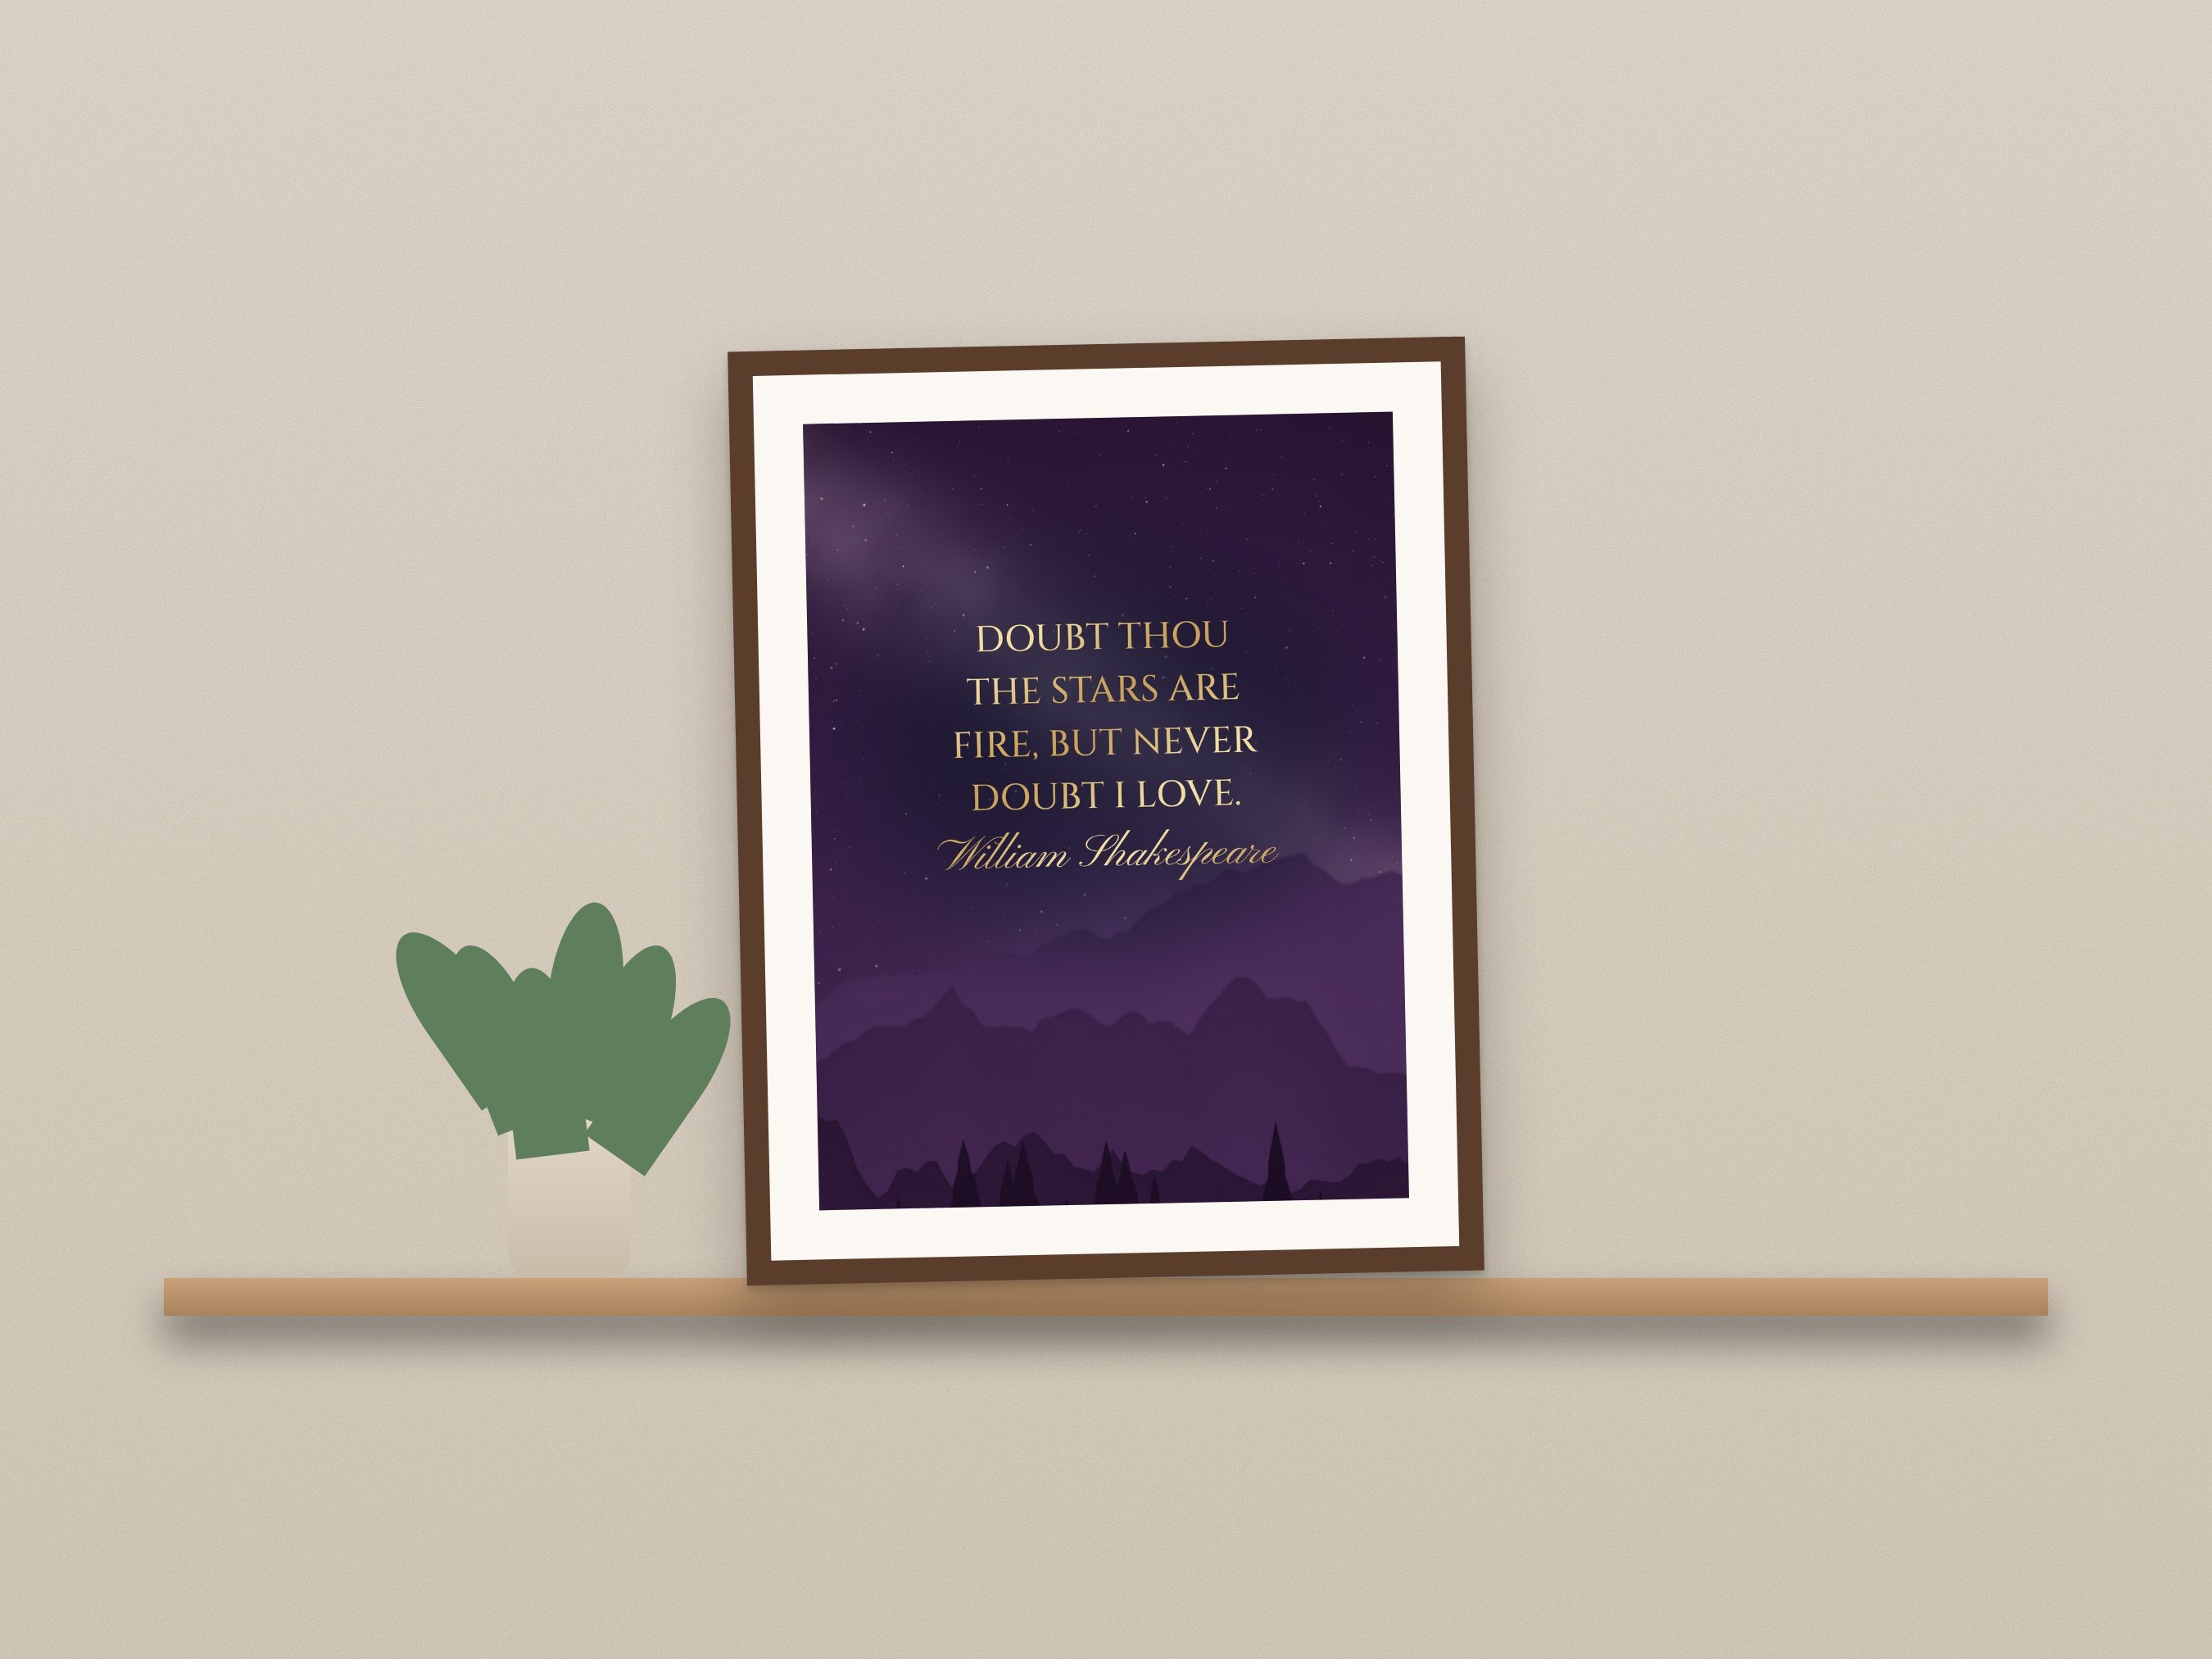 DOUBT THOU
THE STARS ARE
FIRE, BUT NEVER
DOUBT I LOVE.
William Shakespeare